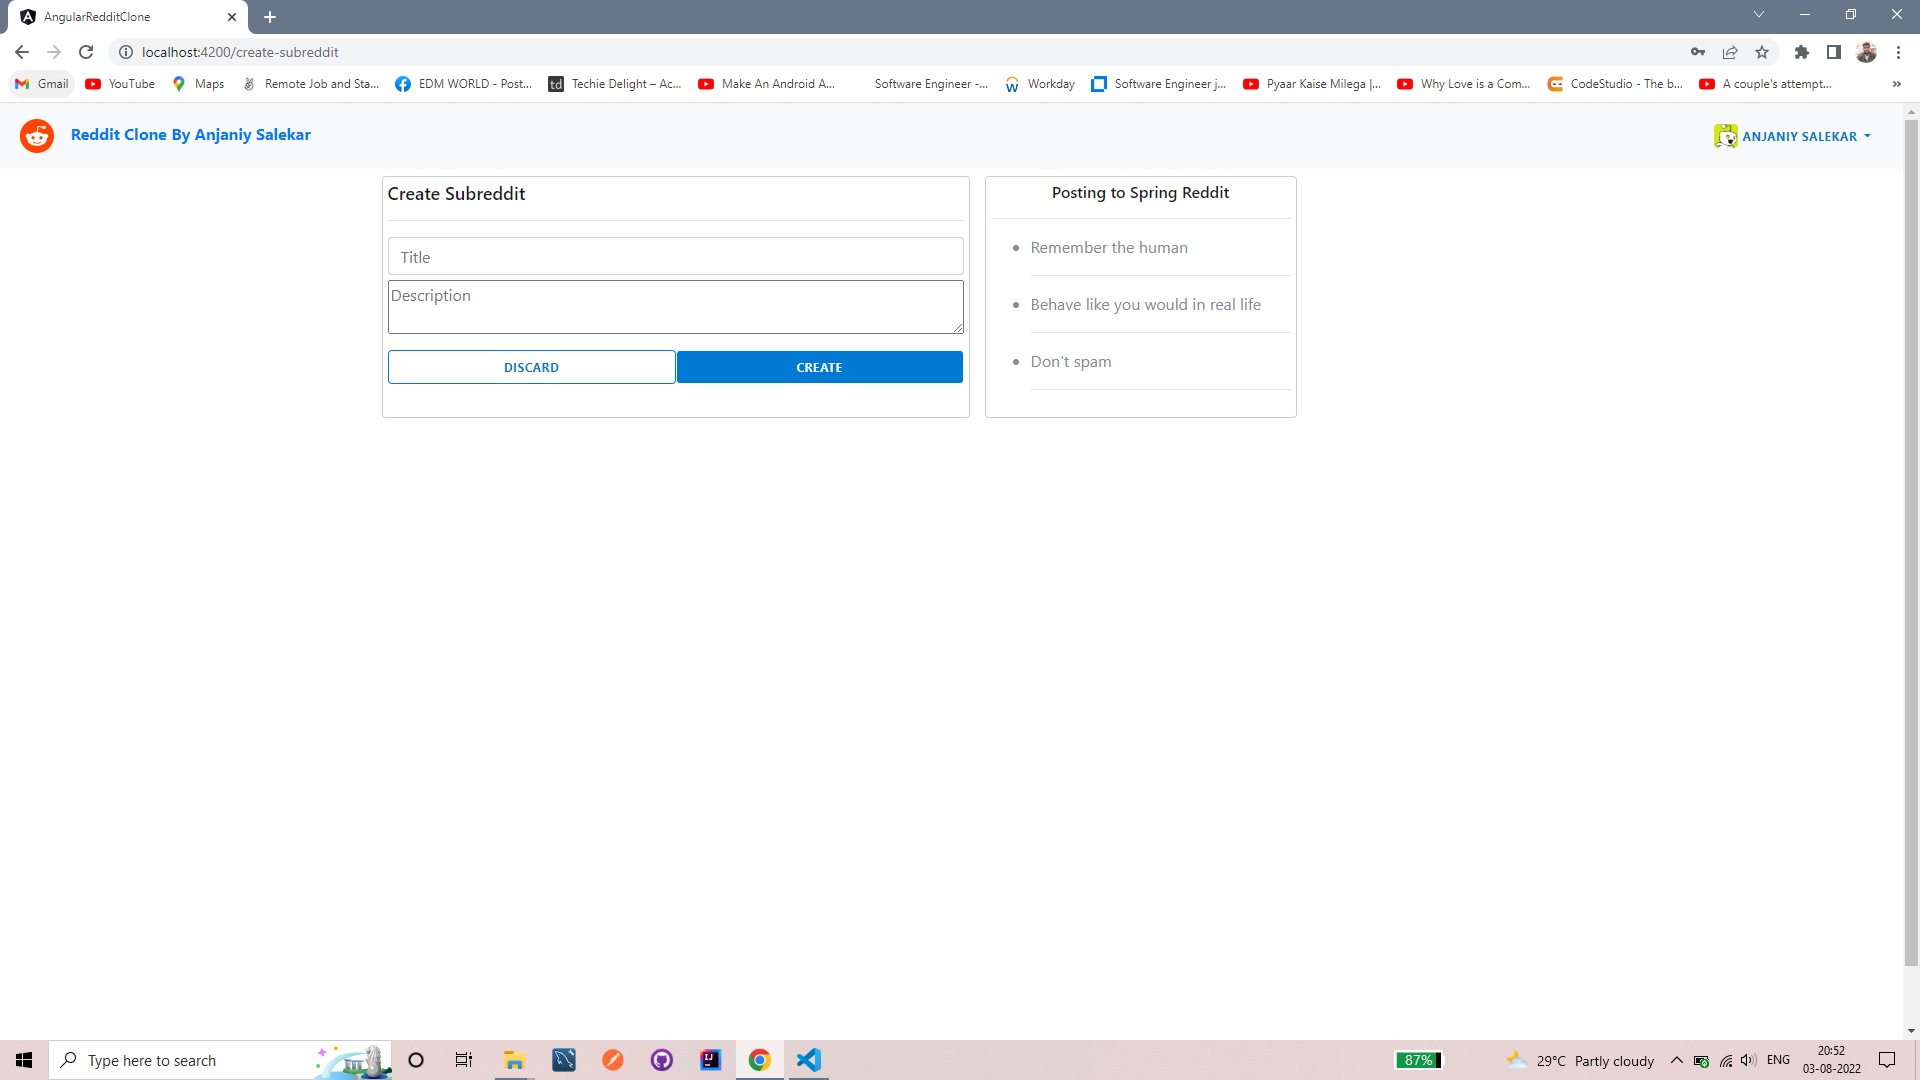 AngularRedditClone
localhost:4200/create-subreddit
Gmail
YouTube
Maps
Remote Job and Sta...
EDM WORLD - Post...
td
Techie Delight – Ac...
Make An Android A...
Software Engineer -...
Workday
Software Engineer j...
Pyaar Kaise Milega |...
Why Love is a Com...
CodeStudio - The b...
A couple's attempt...
Reddit Clone By Anjaniy Salekar
ANJANIY SALEKAR
Create Subreddit
Title
Description
DISCARD
CREATE
Posting to Spring Reddit
Remember the human
Behave like you would in real life
Don't spam
Type here to search
87%
29°C Partly cloudy
ENG
20:52
03-08-2022